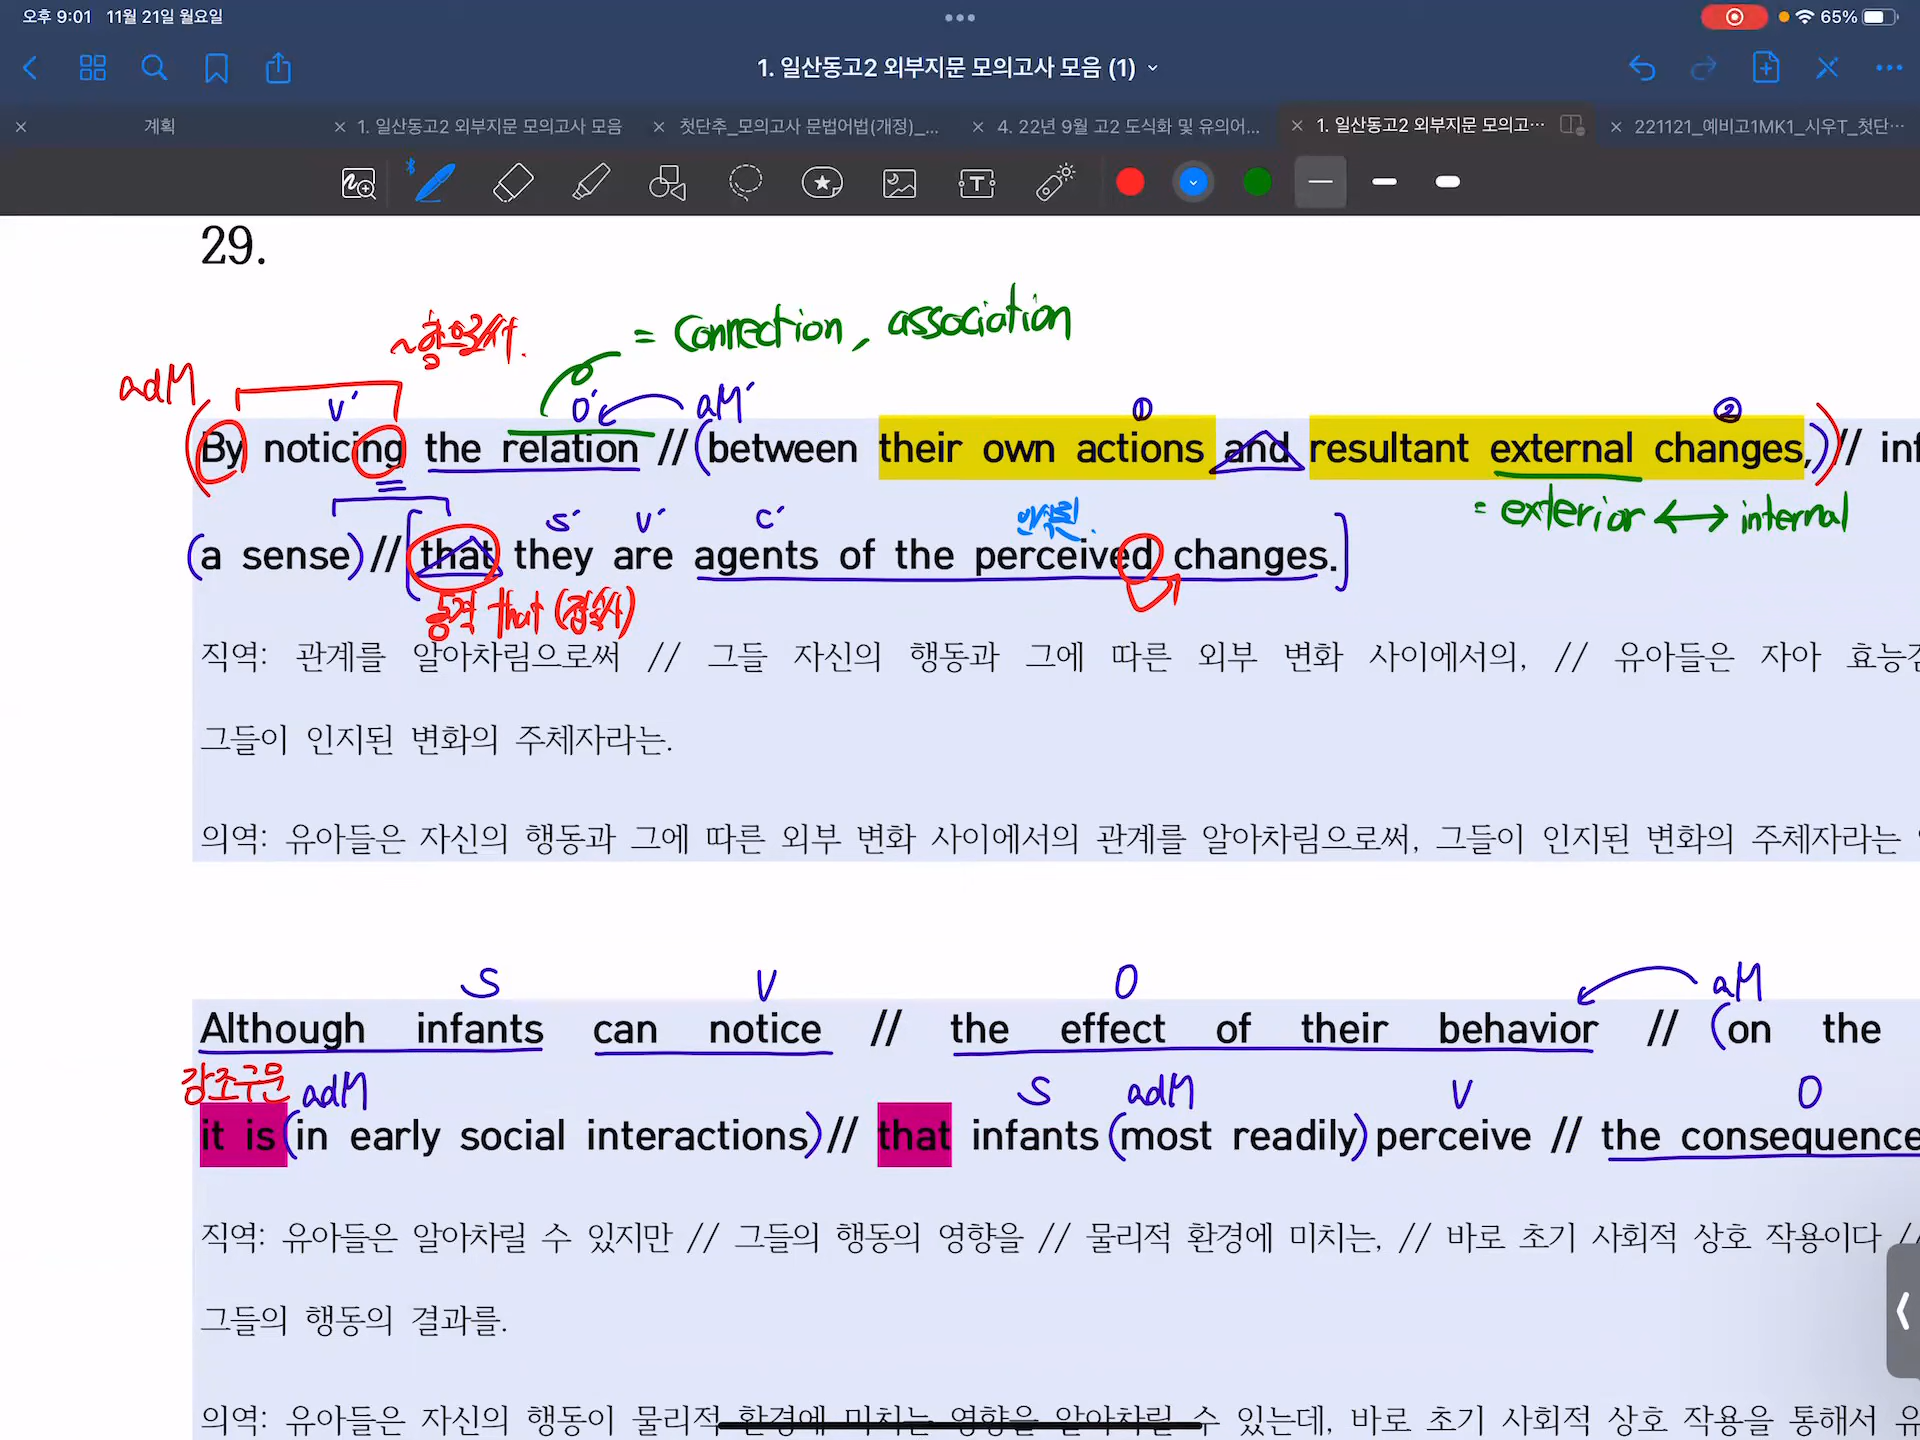 오후 9:01 11월 21일 월요일
65%
1. 일산동고2 외부지문 모의고사 모음 (1)
계획
1. 일산동고2 외부지문 모의고사 모음
첫단추_모의고사 문법어법(개정)_...
4. 22년 9월 고2 도식화 및 유의어...
1. 일산동고2 외부지문 모의고...
221121_예비고1MK1_시우T_첫단...
29.
~함으로써.
= connection, association
adM
V' O' aM' ① ②
(By noticing the relation // (between their own actions and resultant external changes,)) // inf
S' V' C' 인식된.
= exterior ↔ internal
(a sense) // [that they are agents of the perceived changes.]
동격 that (접속사)
직역: 관계를 알아차림으로써 // 그들 자신의 행동과 그에 따른 외부 변화 사이에서의, // 유아들은 자아 효능감
그들이 인지된 변화의 주체자라는.
의역: 유아들은 자신의 행동과 그에 따른 외부 변화 사이에서의 관계를 알아차림으로써, 그들이 인지된 변화의 주체자라는
S V O aM
Although infants can notice // the effect of their behavior // (on the
강조구문 adM S adM V O
it is (in early social interactions) // that infants (most readily) perceive // the consequence
직역: 유아들은 알아차릴 수 있지만 // 그들의 행동의 영향을 // 물리적 환경에 미치는, // 바로 초기 사회적 상호 작용이다 //
그들의 행동의 결과를.
의역: 유아들은 자신의 행동이 물리적 환경에 미치는 영향을 알아차릴 수 있는데, 바로 초기 사회적 상호 작용을 통해서 유